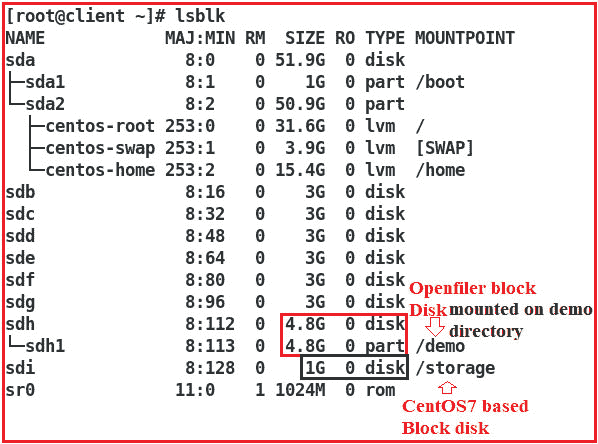 [root@client ~]# lsblk
NAME MAJ:MIN RM SIZE RO TYPE MOUNTPOINT
sda 8:0 0 51.9G 0 disk
├─sda1 8:1 0 1G 0 part /boot
└─sda2 8:2 0 50.9G 0 part
├─centos-root 253:0 0 31.6G 0 lvm /
├─centos-swap 253:1 0 3.9G 0 lvm [SWAP]
└─centos-home 253:2 0 15.4G 0 lvm /home
sdb 8:16 0 3G 0 disk
sdc 8:32 0 3G 0 disk
sdd 8:48 0 3G 0 disk
sde 8:64 0 3G 0 disk
sdf 8:80 0 3G 0 disk
sdg 8:96 0 3G 0 disk
Openfiler block
Disk mounted on demo
directory
sdh 8:112 0 4.8G 0 disk
└─sdh1 8:113 0 4.8G 0 part /demo
sdi 8:128 0 1G 0 disk /storage
sr0 11:0 1 1024M 0 rom
CentOS7 based
Block disk